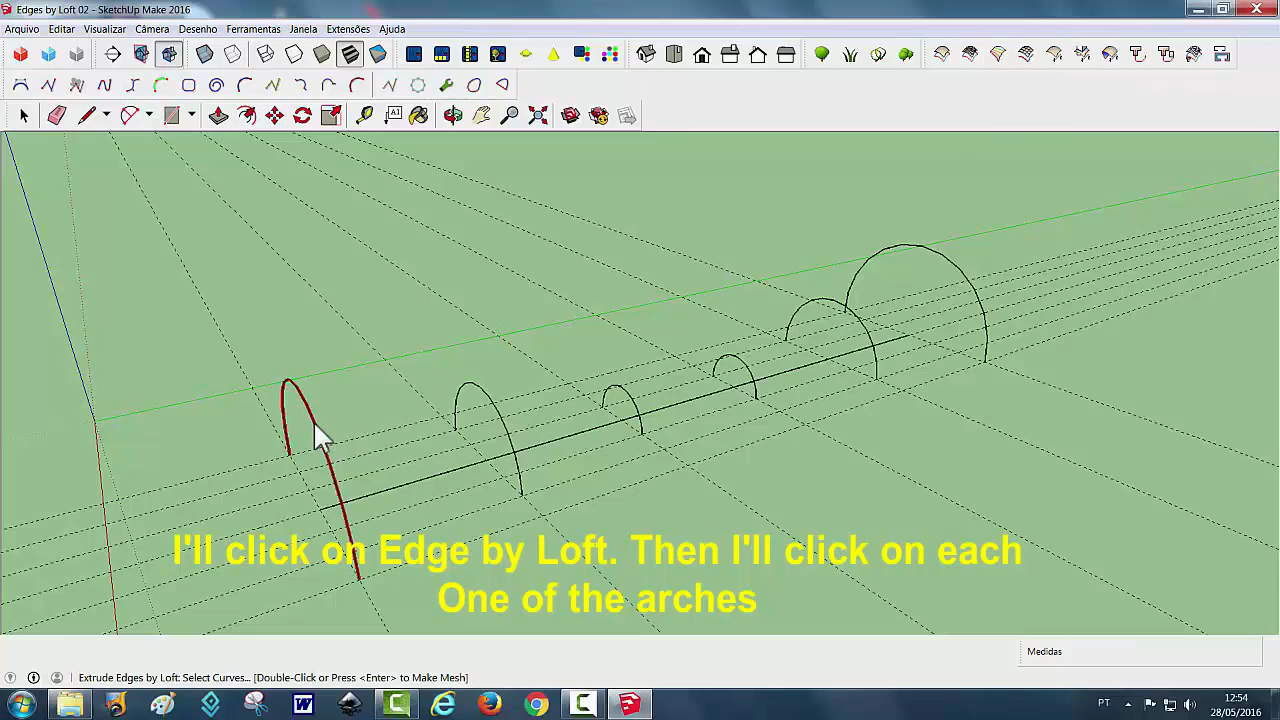 Edges by Loft 02 - SketchUp Make 2016
Arquivo Editar Visualizar Câmera Desenho Ferramentas Janela Extensões Ajuda
A1
I'll click on Edge by Loft. Then I'll click on each
One of the arches
Medidas
Extrude Edges by Loft: Select Curves... [Double-Click or Press <Enter> to Make Mesh]
PT
12:54
28/05/2016